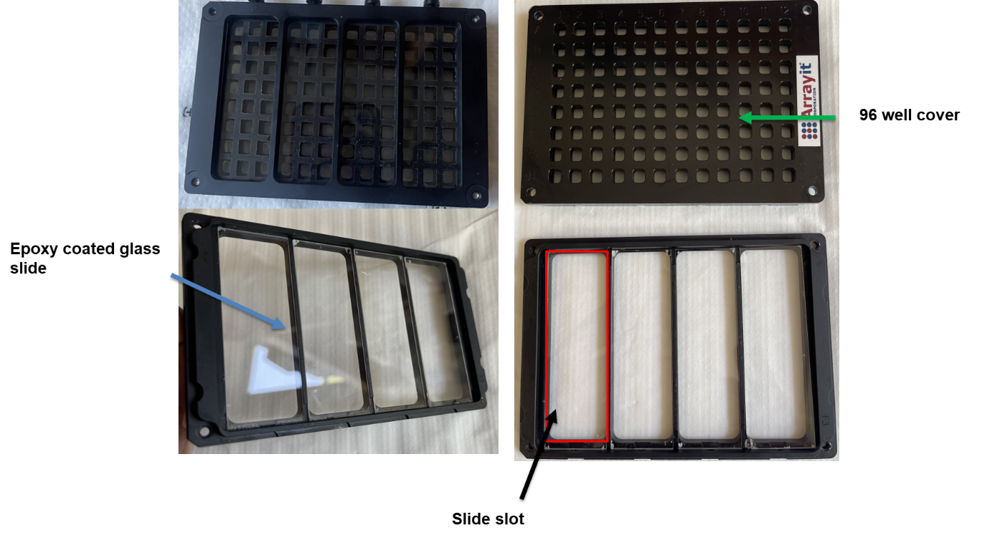 1 2 3 4 5 6 7 8 9 10 11 12
Arrayit
CORPORATION
96 well cover
Epoxy coated glass
slide
Slide slot